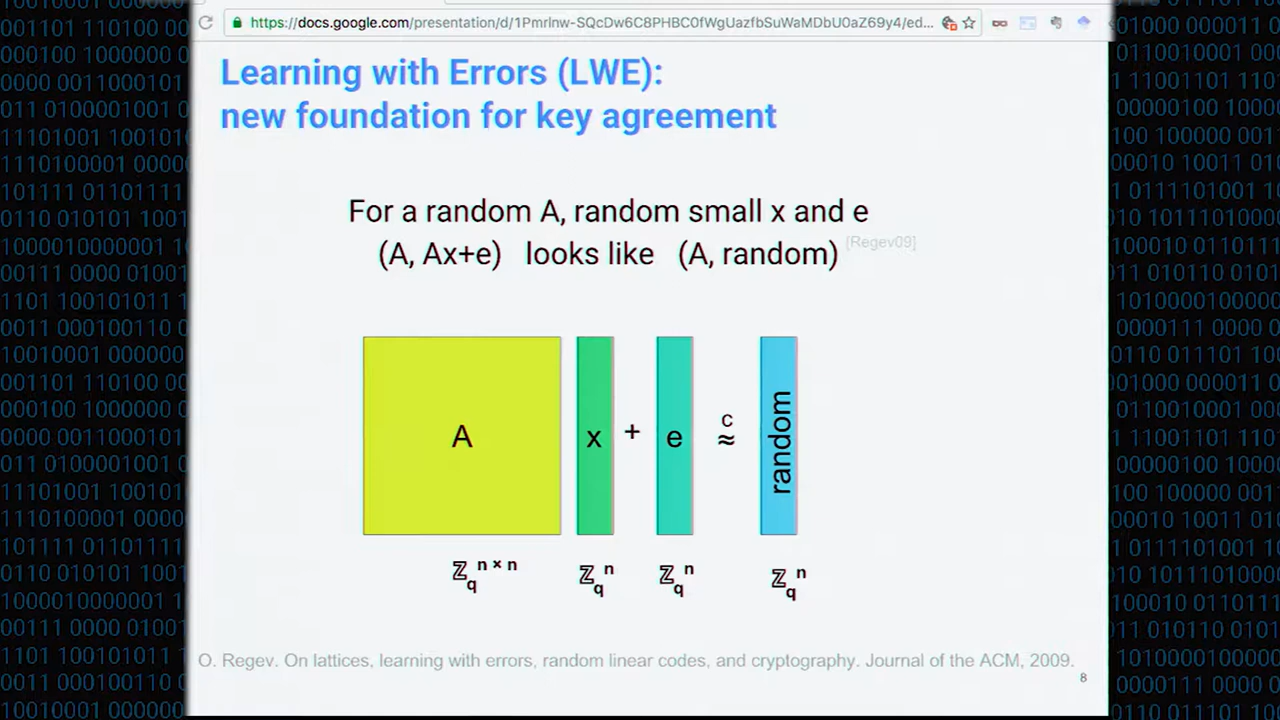 https://docs.google.com/presentation/d/1Pmrlnw-SQcDw6C8PHBC0fWgUazfbSuWaMDbU0aZ69y4/ed...
Learning with Errors (LWE):
new foundation for key agreement
For a random A, random small x and e
(A, Ax+e) looks like (A, random) [Regev09]
A x + e c ≈ random
ℤq n × n ℤq n ℤq n ℤq n
O. Regev. On lattices, learning with errors, random linear codes, and cryptography. Journal of the ACM, 2009.
8